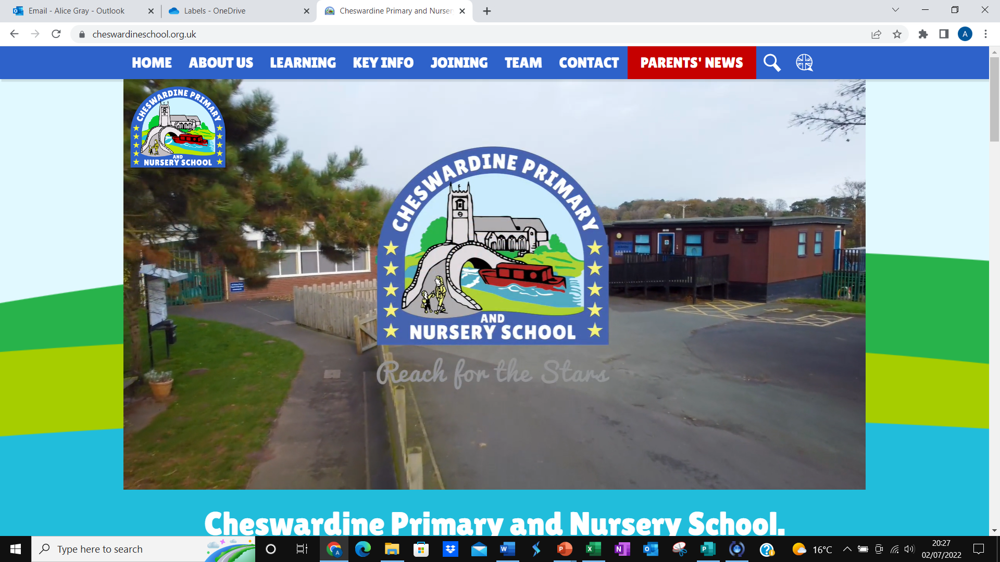 Email - Alice Gray - Outlook
Labels - OneDrive
Cheswardine Primary and Nurser
cheswardineschool.org.uk
A
HOME ABOUT US LEARNING KEY INFO JOINING TEAM CONTACT PARENTS' NEWS
CHESWARDINE PRIMARY
AND
NURSERY SCHOOL
CHESWARDINE PRIMARY
AND
NURSERY SCHOOL
Reach for the Stars
Cheswardine Primary and Nursery School.
Type here to search
16°C
20:27
02/07/2022